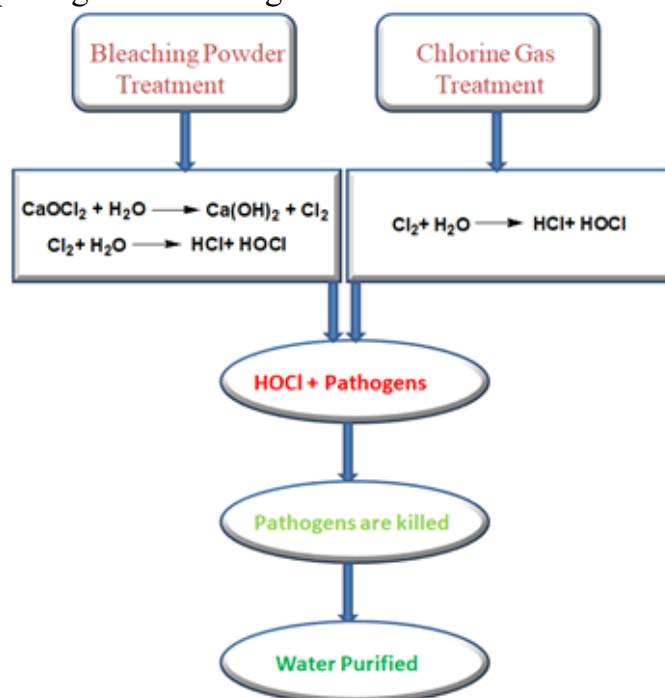 Bleaching Powder
Treatment
Chlorine Gas
Treatment
CaOCl₂ + H₂O ⟶ Ca(OH)₂ + Cl₂
Cl₂+ H₂O ⟶ HCl+ HOCl
Cl₂+ H₂O ⟶ HCl+ HOCl
HOCl + Pathogens
Pathogens are killed
Water Purified